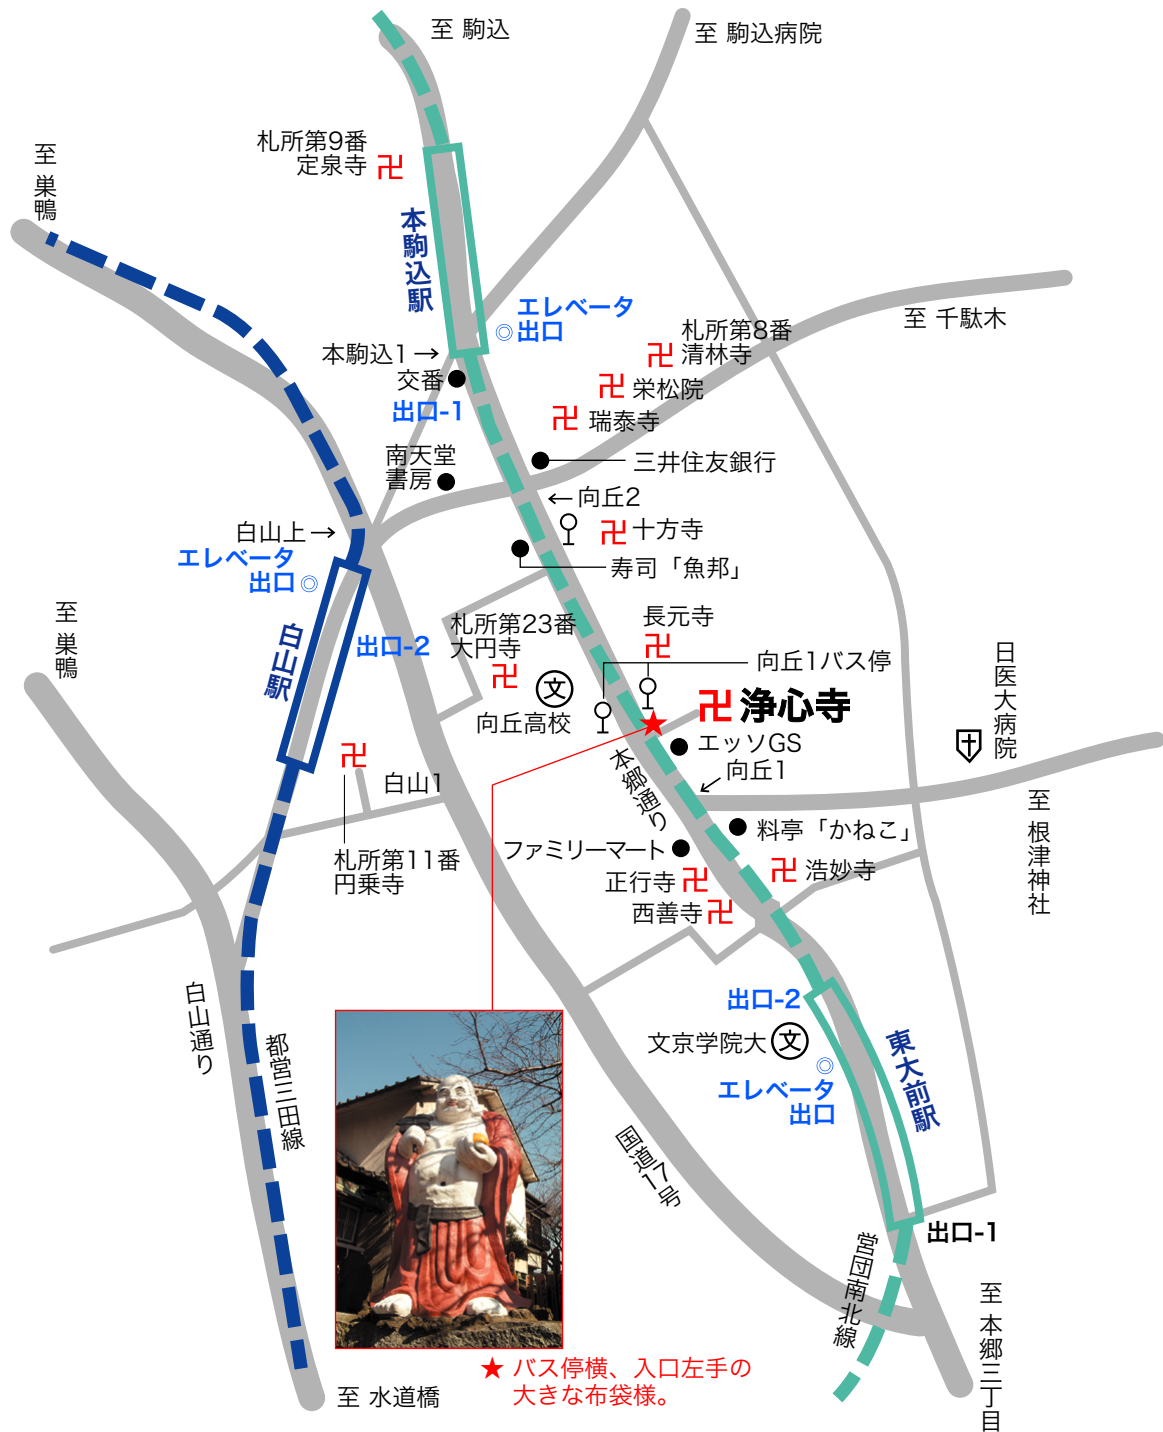 至 駒込
至 駒込病院
札所第9番
定泉寺
至 巣鴨
本駒込駅
エレベータ
◎出口
至 千駄木
札所第8番
清林寺
本駒込1→
交番
栄松院
出口-1
瑞泰寺
南天堂
書房
三井住友銀行
←向丘2
白山上→
十方寺
エレベータ
出口◎
寿司「魚邦」
至 巣鴨
白山駅
出口-2
札所第23番
大円寺
長元寺
向丘1バス停
日医大病院
文
向丘高校
浄心寺
エッソGS
本郷通り
向丘1
白山1
至 根津神社
料亭「かねこ」
ファミリーマート
札所第11番
円乗寺
正行寺
浩妙寺
西善寺
白山通り
都営三田線
出口-2
文京学院大
文
◎
エレベータ
出口
東大前駅
国道17号
出口-1
営団南北線
至 本郷三丁目
至 水道橋
★ バス停横、入口左手の
大きな布袋様。